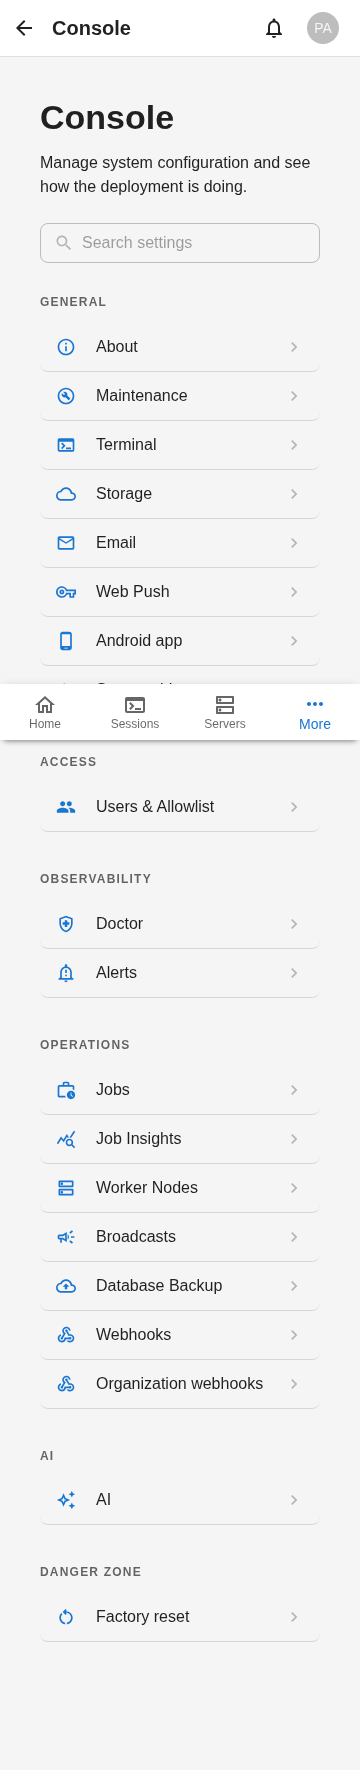 Console
PA
Console
Manage system configuration and see
how the deployment is doing.
Search settings
GENERAL
About
Maintenance
Terminal
Storage
Email
Web Push
Android app
Home
Sessions
Servers
More
ACCESS
Users & Allowlist
OBSERVABILITY
Doctor
Alerts
OPERATIONS
Jobs
Job Insights
Worker Nodes
Broadcasts
Database Backup
Webhooks
Organization webhooks
AI
AI
DANGER ZONE
Factory reset